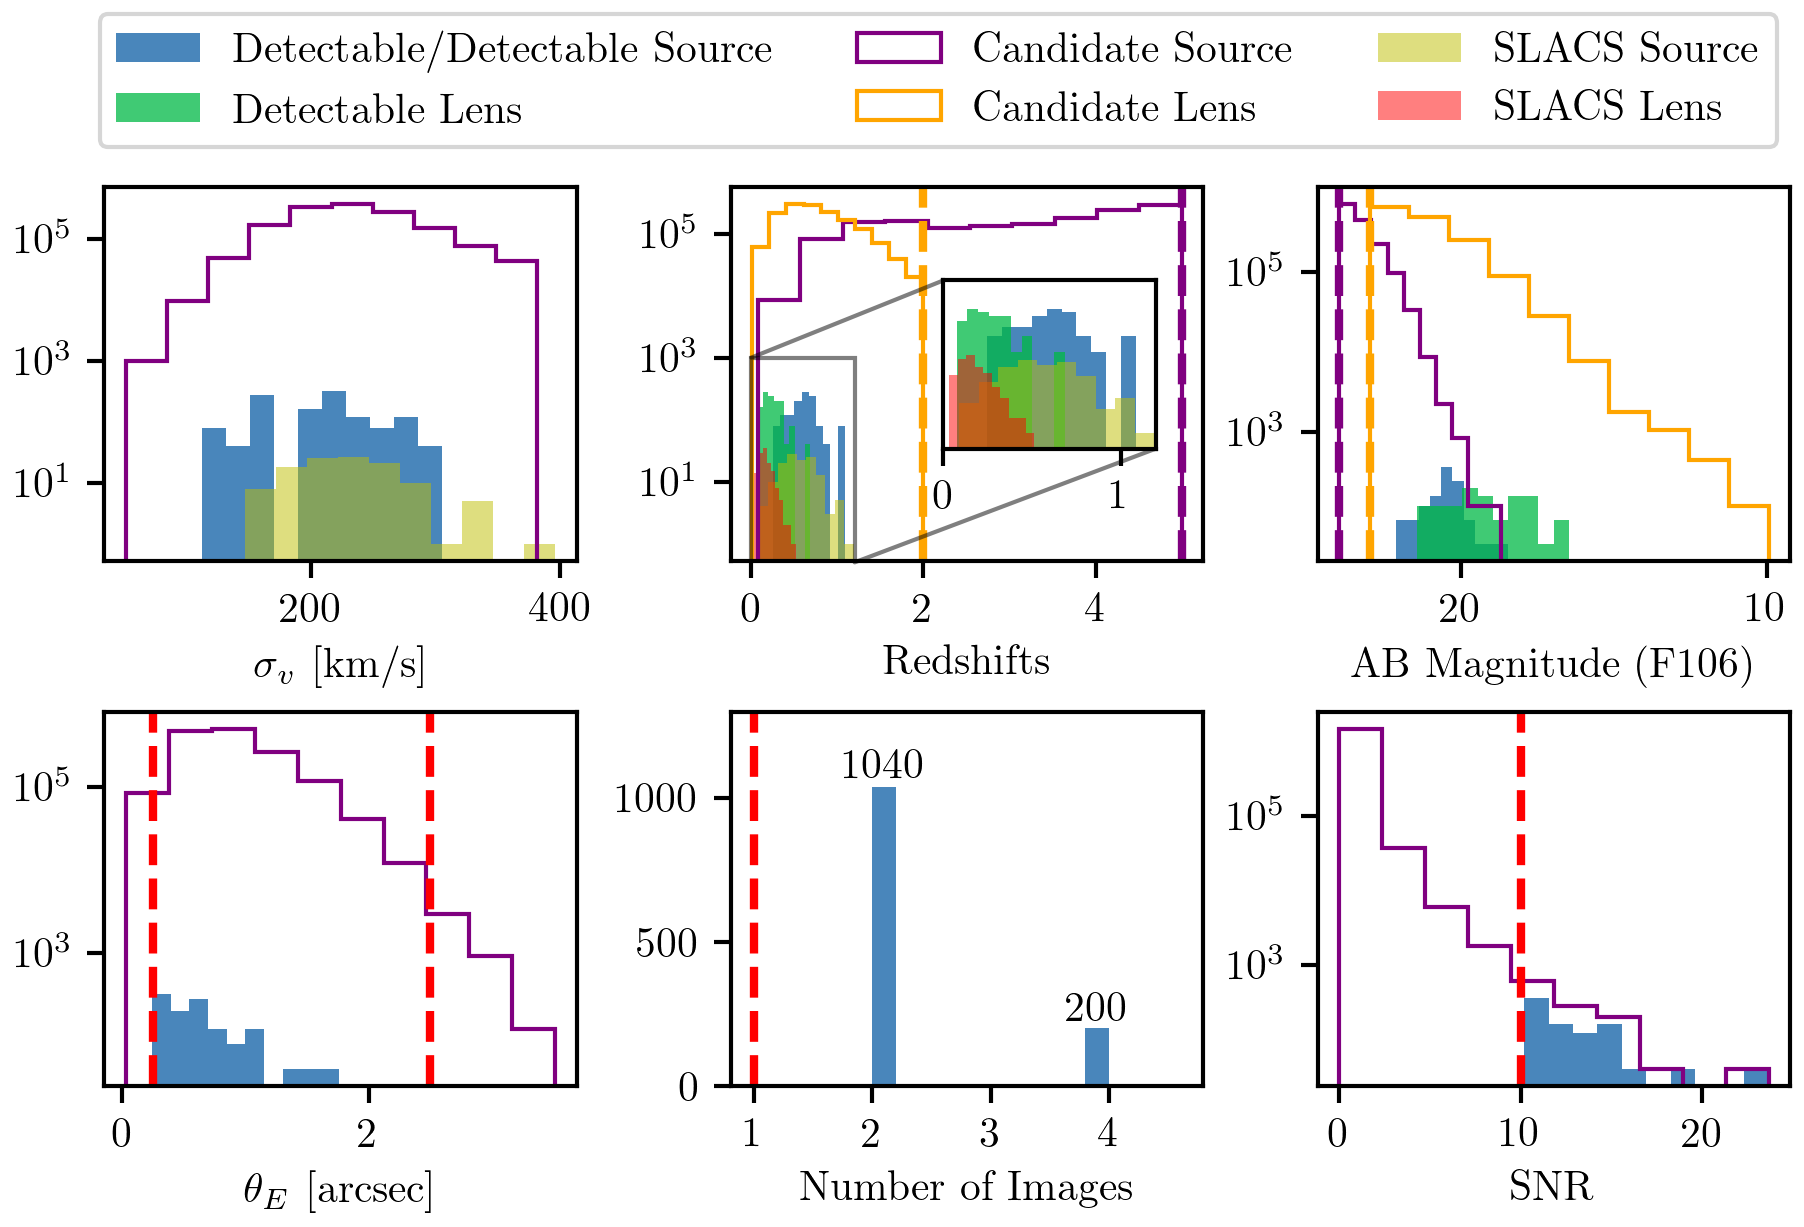 Detectable/Detectable Source
Candidate Source
SLACS Source
Detectable Lens
Candidate Lens
SLACS Lens
10^5
10^3
10^1
200
400
σ_v [km/s]
10^5
10^3
10^1
0
1
0
2
4
Redshifts
10^5
10^3
20
10
AB Magnitude (F106)
10^5
10^3
0
2
θ_E [arcsec]
1040
200
1000
500
0
1
2
3
4
Number of Images
10^5
10^3
0
10
20
SNR